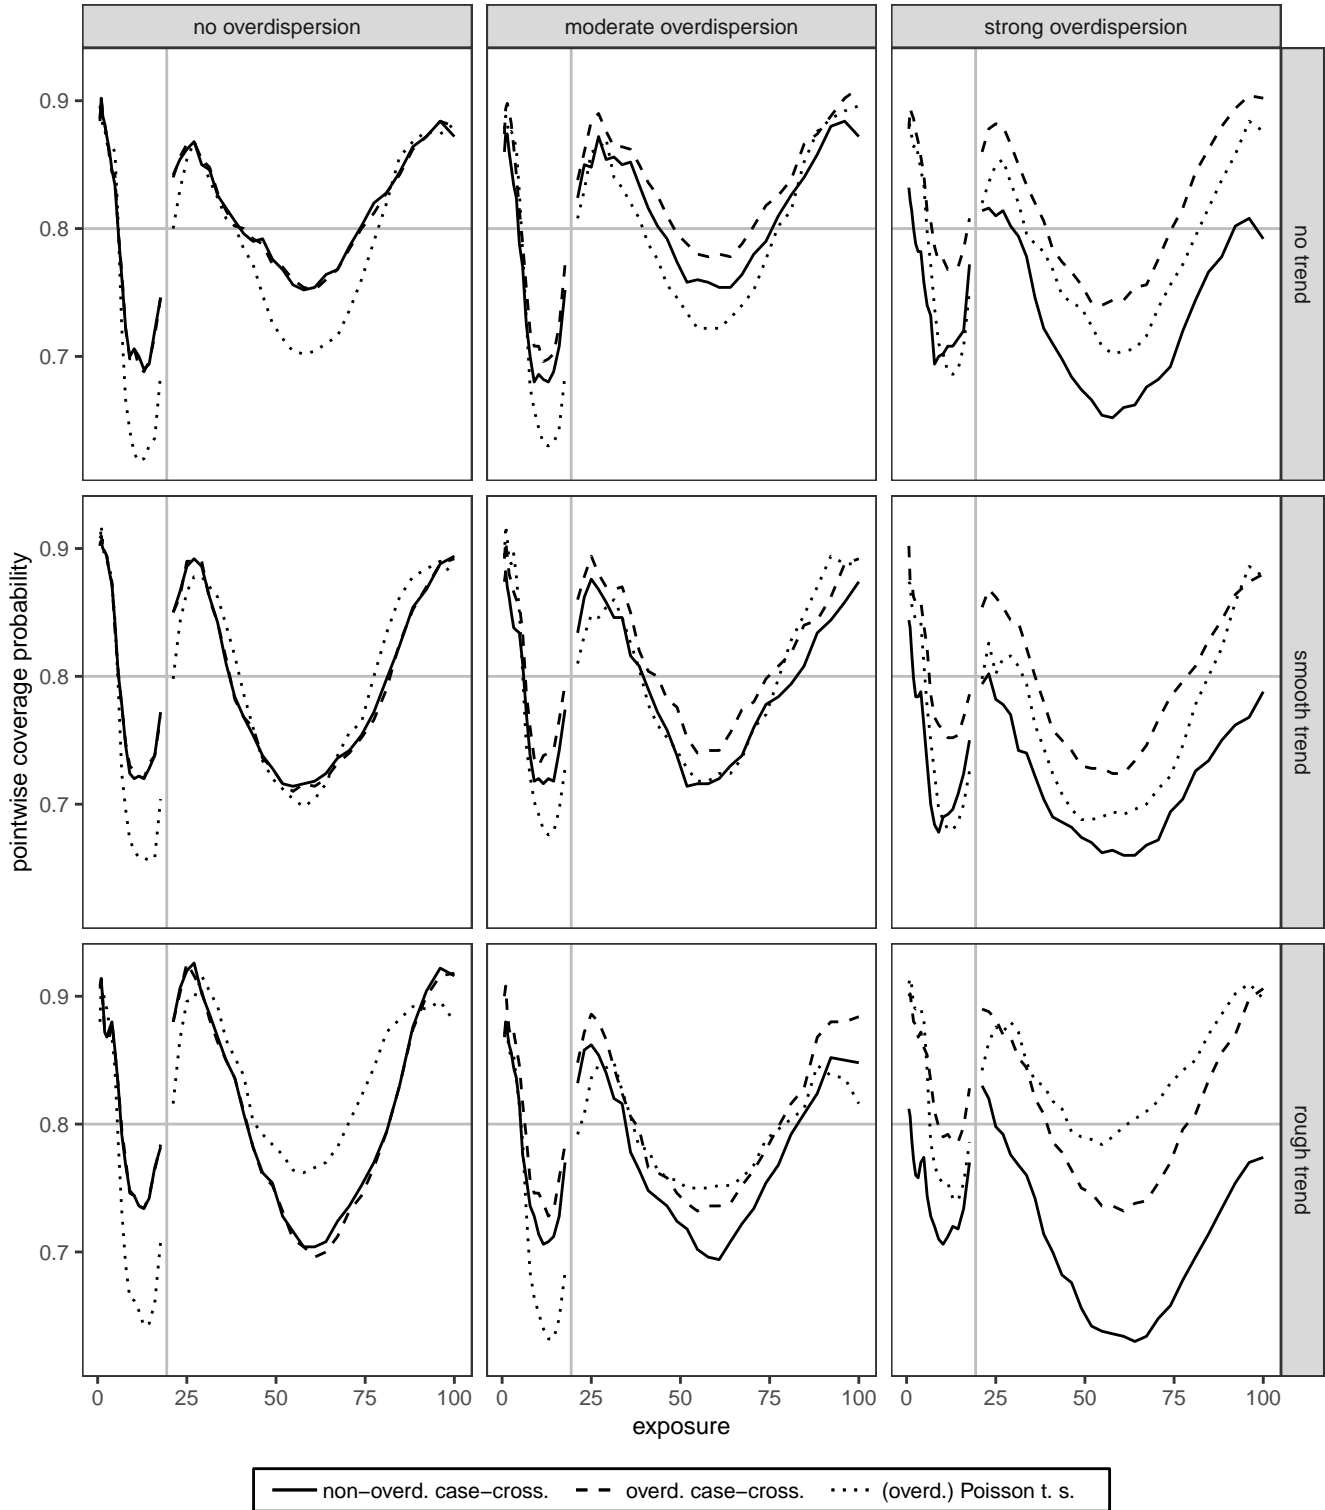 no overdispersion
moderate overdispersion
strong overdispersion
0.9
0.8
0.7
no trend
pointwise coverage probability
0.9
0.8
0.7
smooth trend
0.9
0.8
0.7
rough trend
0 25 50 75 100
0 25 50 75 100
0 25 50 75 100
exposure
non−overd. case−cross. overd. case−cross. (overd.) Poisson t. s.